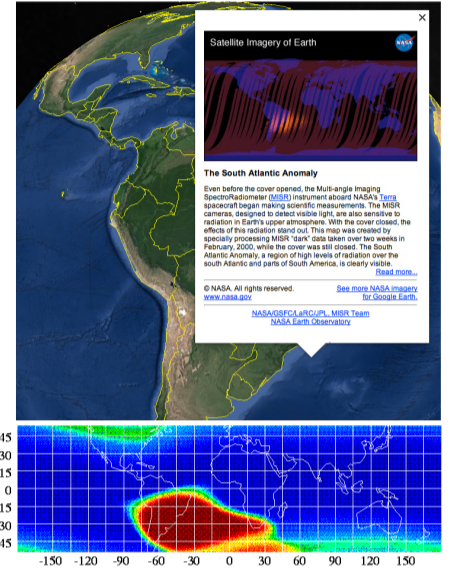 ×
Satellite Imagery of Earth
NASA
The South Atlantic Anomaly
Even before the cover opened, the Multi-angle Imaging
SpectroRadiometer (MISR) instrument aboard NASA's Terra
spacecraft began making scientific measurements. The MISR
cameras, designed to detect visible light, are also sensitive to
radiation in Earth's upper atmosphere. With the cover closed, the
effects of this radiation stand out. This map was created by
specially processing MISR "dark" data taken over two weeks in
February, 2000, while the cover was still closed. The South
Atlantic Anomaly, a region of high levels of radiation over the
south Atlantic and parts of South America, is clearly visible.
Read more...
© NASA. All rights reserved.
www.nasa.gov
See more NASA imagery
for Google Earth.
NASA/GSFC/LaRC/JPL, MISR Team
NASA Earth Observatory
45
30
15
0
15
30
45
-150 -120 -90 -60 -30 0 30 60 90 120 150